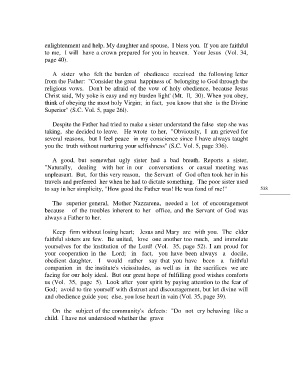 enlightenment and help. My daughter and spouse, I bless you. If you are faithful
to me, I will have a crown prepared for you in heaven. Your Jesus (Vol. 34,
page 40).
A sister who felt the burden of obedience received the following letter
from the Father: "Consider the great happiness of belonging to God through the
religious vows. Don't be afraid of the vow of holy obedience, because Jesus
Christ said, 'My yoke is easy and my burden light' (Mt. II, 30). When you obey,
think of obeying the most holy Virgin; in fact, you know that she is the Divine
Superior" (S.C. Vol. 5, page 26l).
Despite the Father had tried to make a sister understand the false step she was
taking, she decided to leave. He wrote to her, "Obviously, I am grieved for
several reasons, but I feel peace in my conscience since I have always taught
you the truth without nurturing your selfishness" (S.C. Vol. 5, page 336).
A good, but somewhat ugly sister had a bad breath. Reports a sister,
"Naturally, dealing with her in our conversations or casual meeting was
unpleasant. But, for this very reason, the Servant of God often took her in his
travels and preferred her when he had to dictate something. The poor sister used
to say in her simplicity, "How good the Father was! He was fond of me!"
538
The superior general, Mother Nazzarena, needed a lot of encouragement
because of the troubles inherent to her office, and the Servant of God was
always a Father to her.
Keep firm without losing heart; Jesus and Mary are with you. The elder
faithful sisters are few. Be united, love one another too much, and immolate
yourselves for the institution of the Lord! (Vol. 35, page 52). I am proud for
your cooperation in the Lord; in fact, you have been always a docile,
obedient daughter. I would rather say that you have been a faithful
companion in the institute's vicissitudes, as well as in the sacrifices we are
facing for our holy ideal. But our great hope of fulfilling good wishes comforts
us (Vol. 35, page 5). Look after your spirit by paying attention to the fear of
God; avoid to tire yourself with distrust and discouragement, but let divine will
and obedience guide you; else, you lose heart in vain (Vol. 35, page 39).
On the subject of the community's defects: "Do not cry behaving like a
child. I have not understood whether the grave